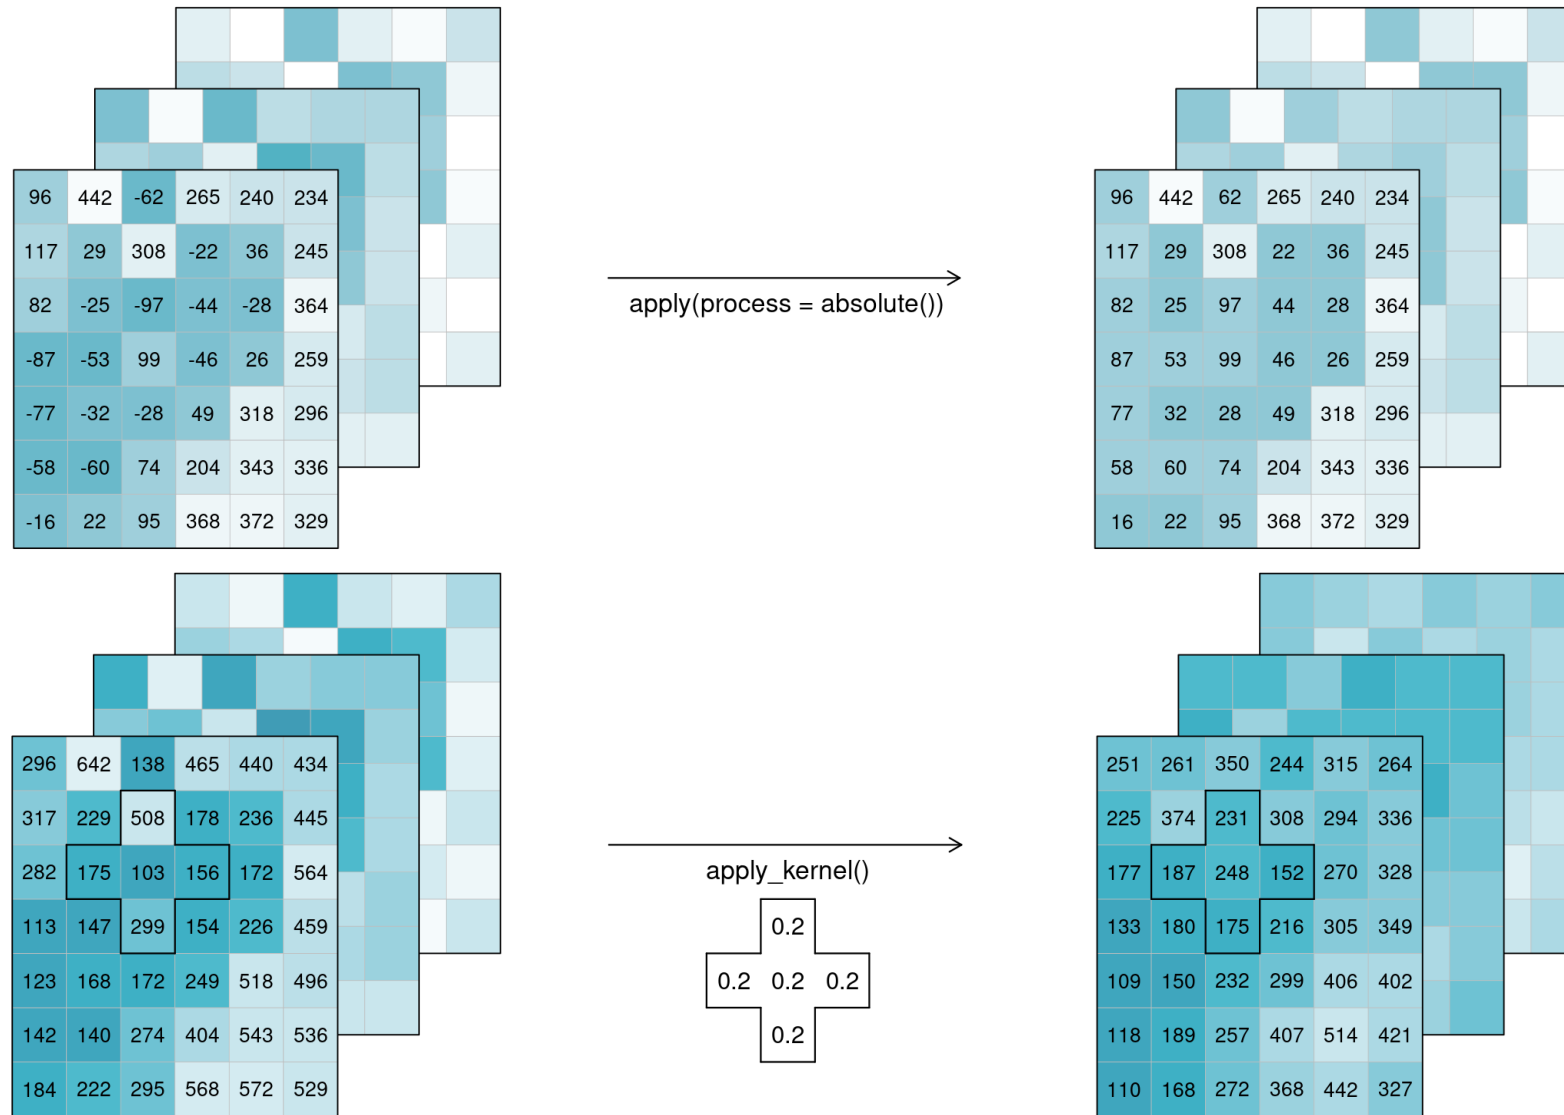 96 442 -62 265 240 234
117 29 308 -22 36 245
82 -25 -97 -44 -28 364
-87 -53 99 -46 26 259
-77 -32 -28 49 318 296
-58 -60 74 204 343 336
-16 22 95 368 372 329
apply(process = absolute())
96 442 62 265 240 234
117 29 308 22 36 245
82 25 97 44 28 364
87 53 99 46 26 259
77 32 28 49 318 296
58 60 74 204 343 336
16 22 95 368 372 329
296 642 138 465 440 434
317 229 508 178 236 445
282 175 103 156 172 564
113 147 299 154 226 459
123 168 172 249 518 496
142 140 274 404 543 536
184 222 295 568 572 529
apply_kernel()
0.2
0.2 0.2 0.2
0.2
251 261 350 244 315 264
225 374 231 308 294 336
177 187 248 152 270 328
133 180 175 216 305 349
109 150 232 299 406 402
118 189 257 407 514 421
110 168 272 368 442 327